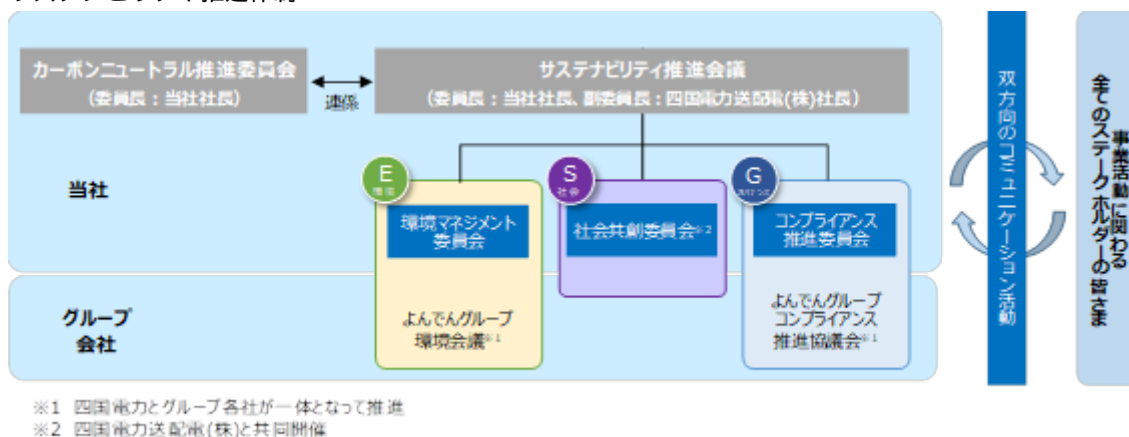 カーボンニュートラル推進委員会
(委員長:当社社長)
連係
サステナビリティ推進会議
(委員長:当社社長、副委員長:四国電力送配電(株)社長)
当社
E
環境
環境マネジメント
委員会
S
社会
社会共創委員会※2
G
ガバナンス
コンプライアンス
推進委員会
グループ
会社
よんでんグループ
環境会議※1
よんでんグループ
コンプライアンス
推進協議会※1
双方向のコミュニケーション活動
事業活動に関わる
全てのステークホルダーの皆さま
※1 四国電力とグループ各社が一体となって推進
※2 四国電力送配電(株)と共同開催